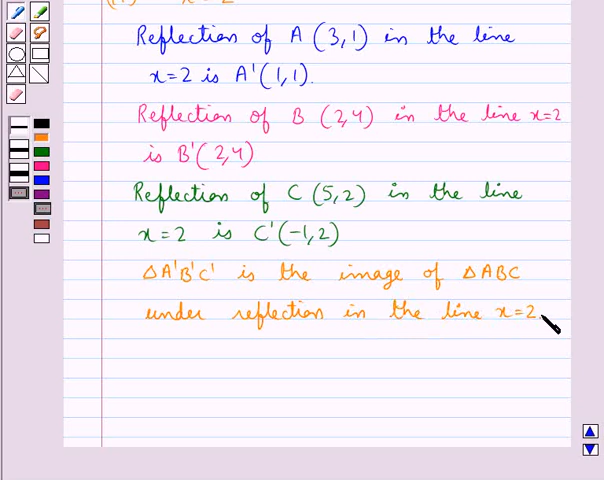 x=2
Reflection of A (3,1) in the line
x=2 is A'(1,1).
Reflection of B (2,4) in the line x=2
is B'(2,4)
Reflection of C (5,2) in the line
x=2 is C'(-1,2)
△A'B'C' is the image of △ABC
under reflection in the line x=2.